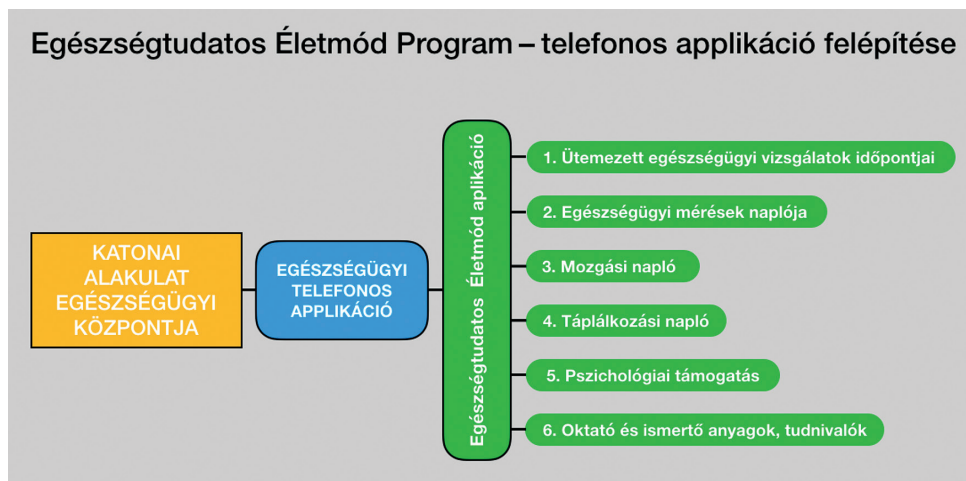 Egészségtudatos Életmód Program – telefonos applikáció felépítése
KATONAI
ALAKULAT
EGÉSZSÉGÜGYI
KÖZPONTJA
EGÉSZSÉGÜGYI
TELEFONOS
APPLIKÁCIÓ
Egészségtudatos Életmód aplikáció
1. Ütemezett egészségügyi vizsgálatok időpontjai
2. Egészségügyi mérések naplója
3. Mozgási napló
4. Táplálkozási napló
5. Pszichológiai támogatás
6. Oktató és ismertő anyagok, tudnivalók